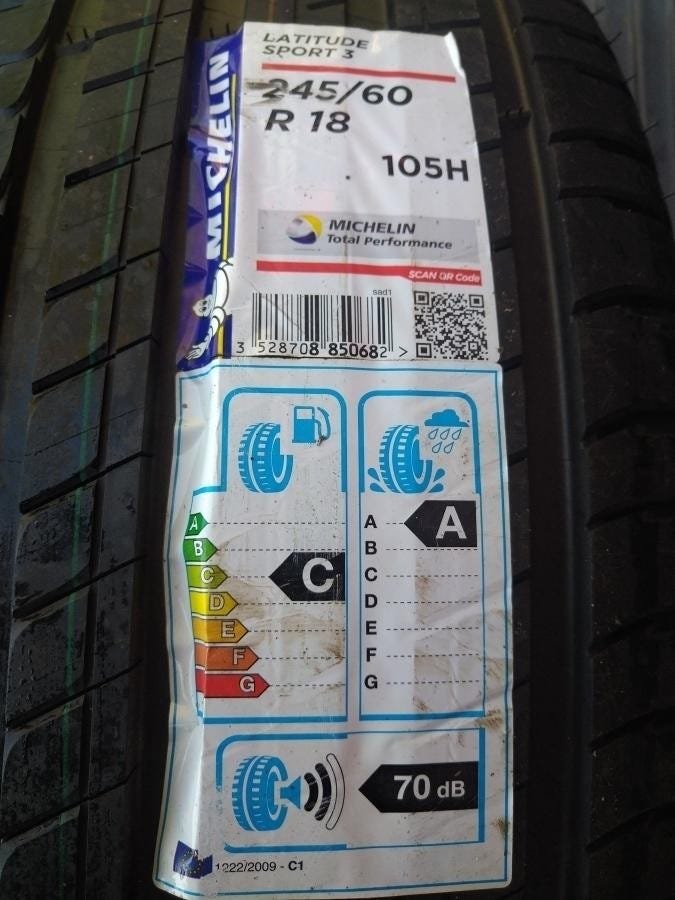 LATITUDE
SPORT 3
245/60
R 18
105H
MICHELIN
MICHELIN
Total Performance
SCAN QR Code
sad1
3 528708 850682 >
A
B
C
D
E
F
G
C
A
B
C
D
E
F
G
A
70 dB
1222/2009 - C1